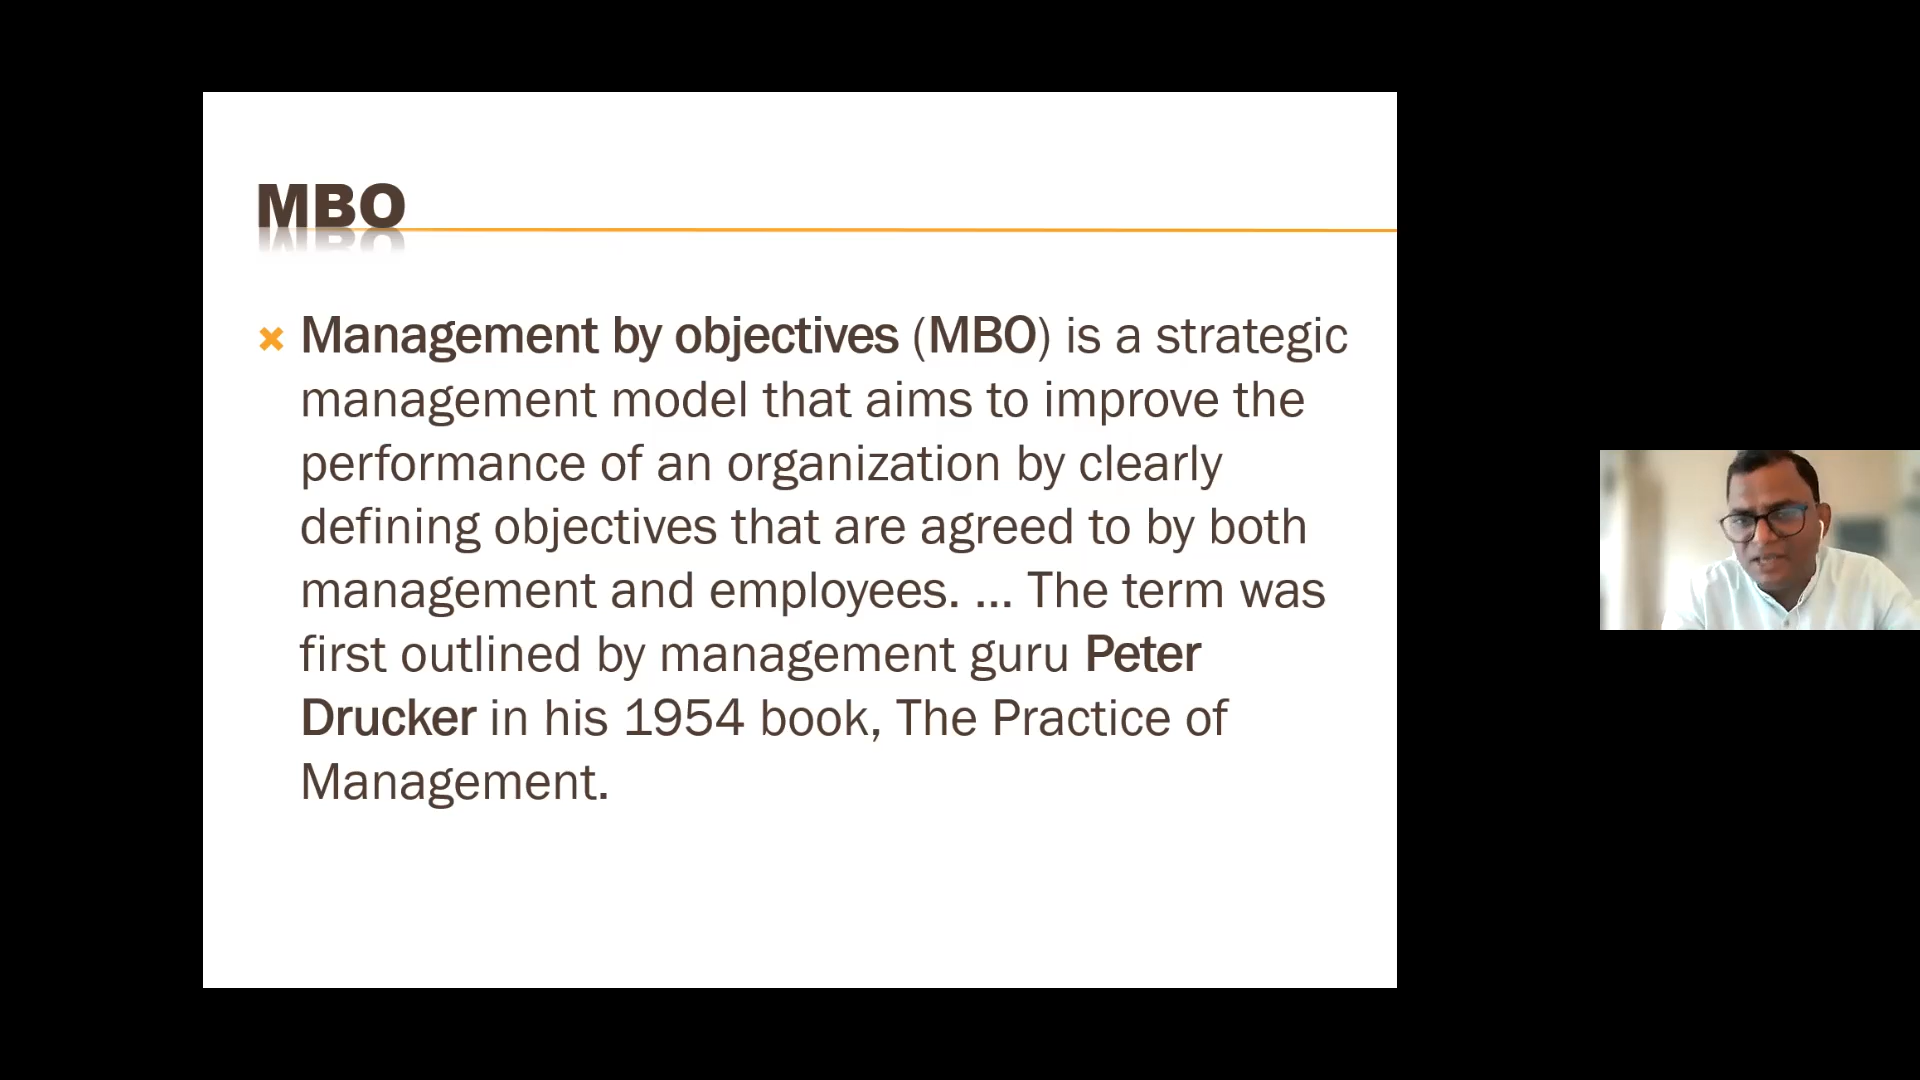 MBO
Management by objectives (MBO) is a strategic
management model that aims to improve the
performance of an organization by clearly
defining objectives that are agreed to by both
management and employees. ... The term was
first outlined by management guru Peter
Drucker in his 1954 book, The Practice of
Management.